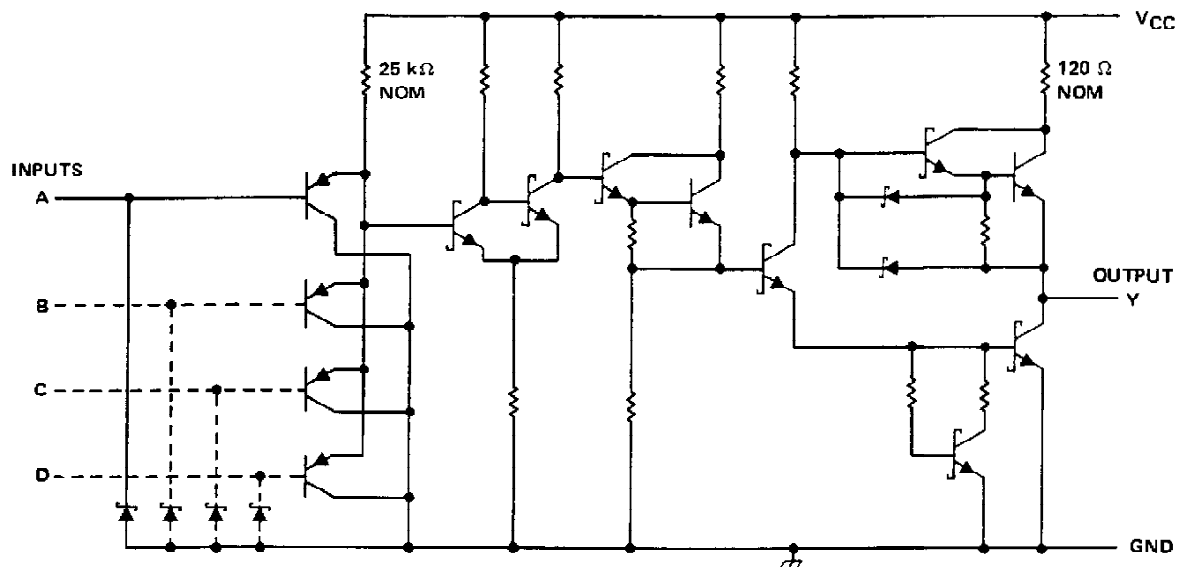 VCC
25 kΩ
NOM
120 Ω
NOM
INPUTS
A
B
C
D
OUTPUT
Y
GND